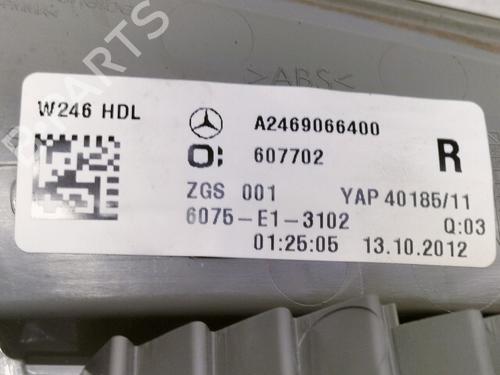 >ABS<
W246 HDL
A2469066400
607702
R
ZGS 001
YAP 40185/11
6075-E1-3102
Q:03
01:25:05
13.10.2012